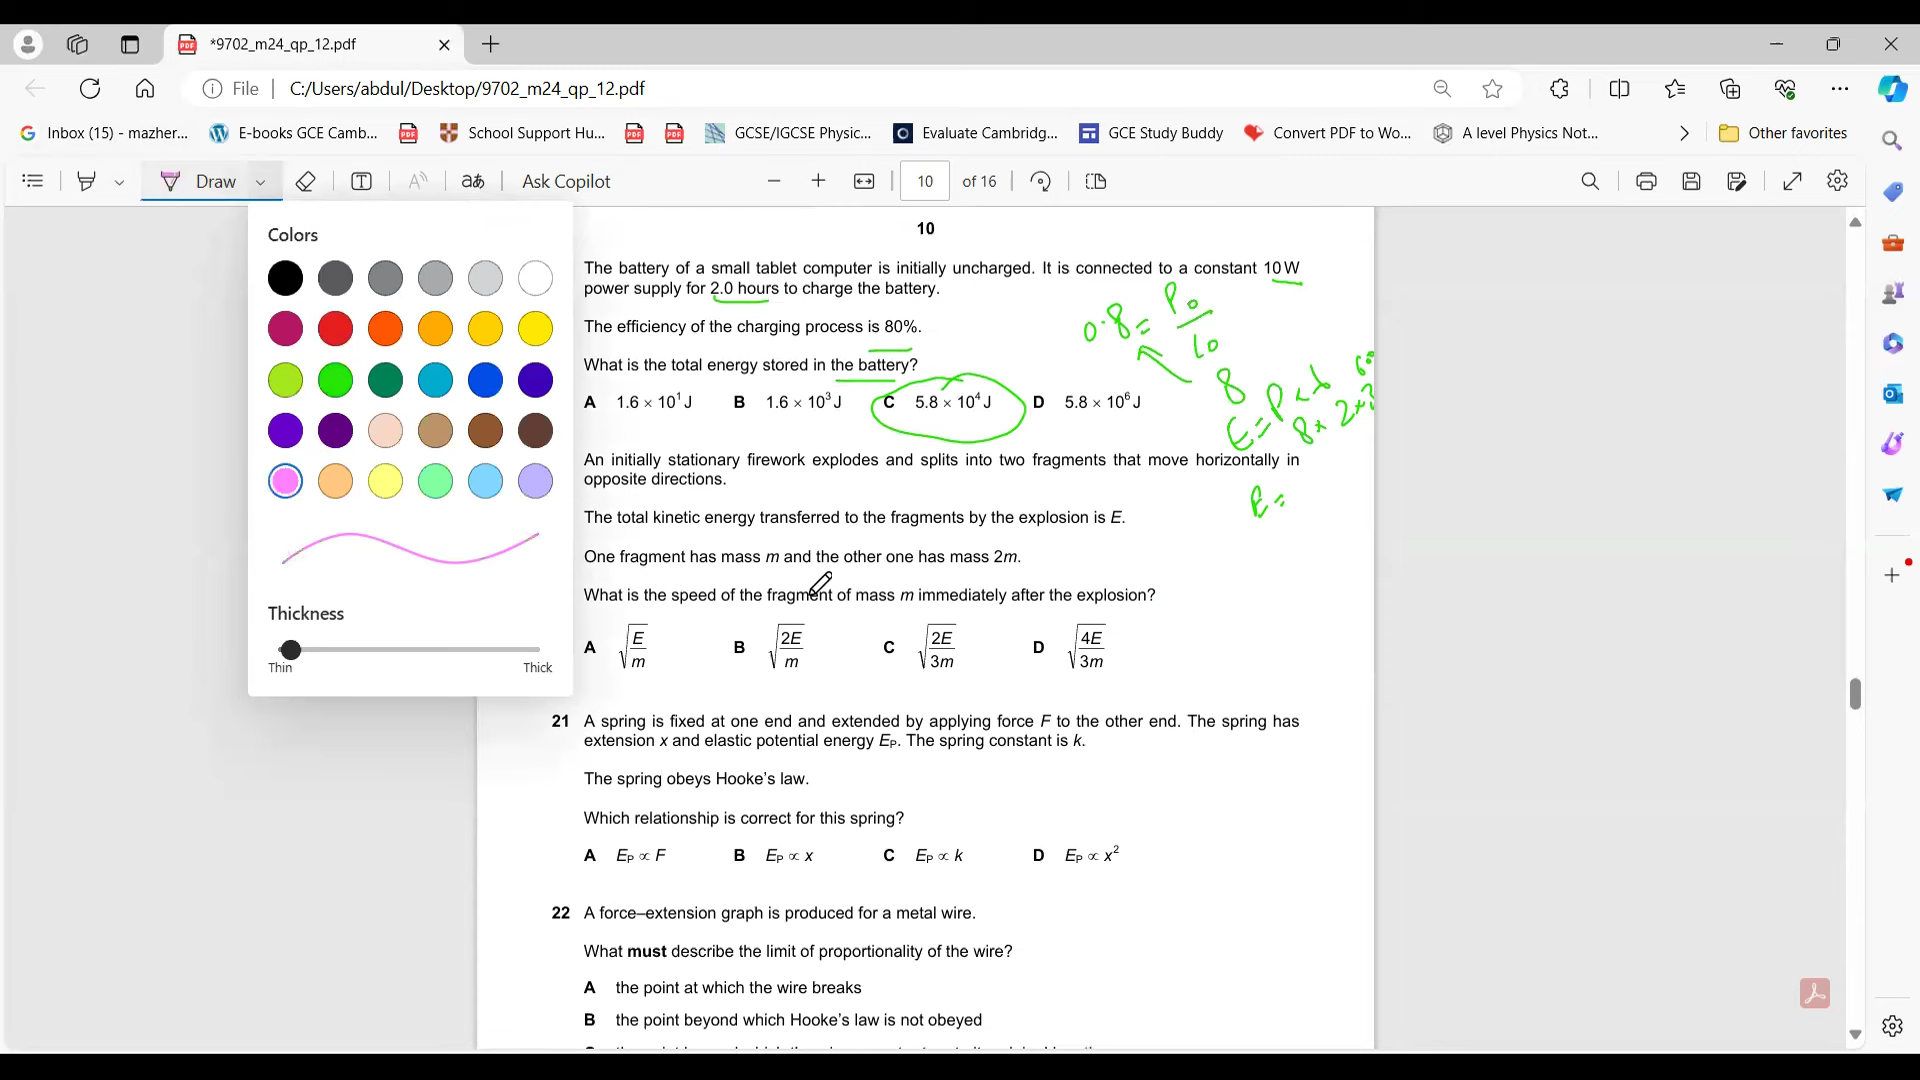 *9702_m24_qp_12.pdf
File
C:/Users/abdul/Desktop/9702_m24_qp_12.pdf
Inbox (15) - mazher...
E-books GCE Camb...
School Support Hu...
GCSE/IGCSE Physic...
Evaluate Cambridg...
GCE Study Buddy
Convert PDF to Wo...
A level Physics Not...
Other favorites
Draw
Ask Copilot
10 of 16
Colors
Thickness
Thin Thick
10
The battery of a small tablet computer is initially uncharged. It is connected to a constant 10 W
power supply for 2.0 hours to charge the battery.
The efficiency of the charging process is 80%.
What is the total energy stored in the battery?
A 1.6 × 10¹ J B 1.6 × 10³ J C 5.8 × 10⁴ J D 5.8 × 10⁶ J
0.8 = Po/10
8
E = P × t
8 × 2 ×
An initially stationary firework explodes and splits into two fragments that move horizontally in
opposite directions.
E =
The total kinetic energy transferred to the fragments by the explosion is E.
One fragment has mass m and the other one has mass 2m.
What is the speed of the fragment of mass m immediately after the explosion?
A √(E/m) B √(2E/m) C √(2E/3m) D √(4E/3m)
21 A spring is fixed at one end and extended by applying force F to the other end. The spring has
extension x and elastic potential energy EP. The spring constant is k.
The spring obeys Hooke's law.
Which relationship is correct for this spring?
A EP ∝ F B EP ∝ x C EP ∝ k D EP ∝ x²
22 A force–extension graph is produced for a metal wire.
What must describe the limit of proportionality of the wire?
A the point at which the wire breaks
B the point beyond which Hooke's law is not obeyed